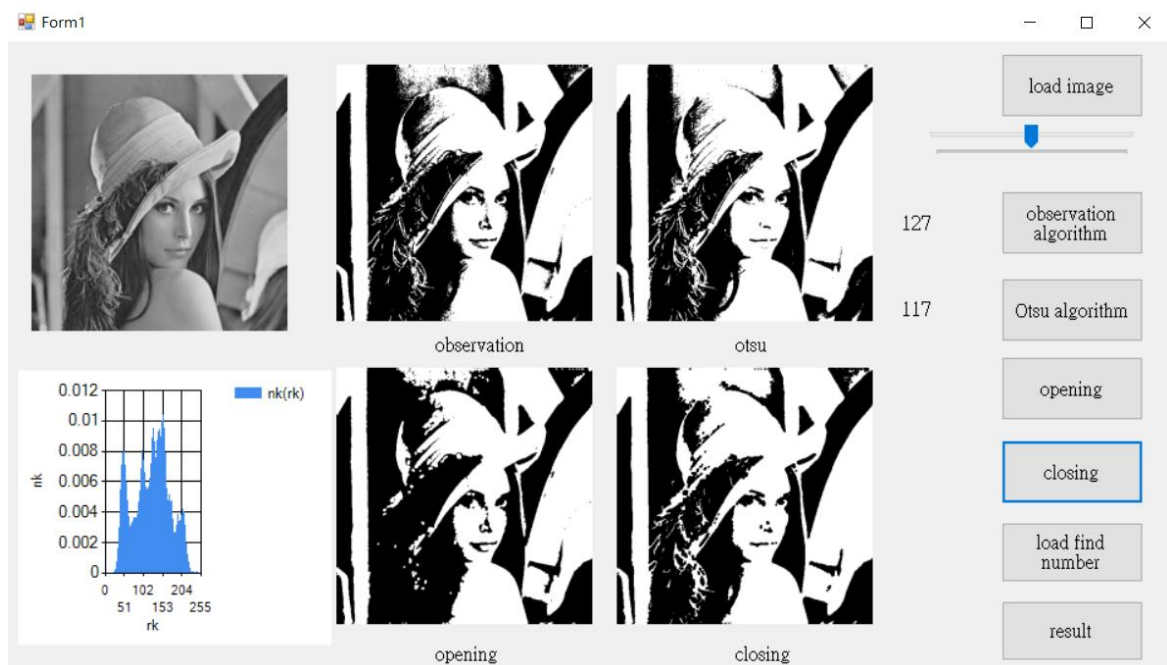 Form1
load image
127
observation
algorithm
117
Otsu algorithm
observation
otsu
opening
closing
load find
number
result
nk(rk)
0.012
0.01
0.008
0.006
0.004
0.002
0
nk
0 102 204
51 153 255
rk
opening
closing